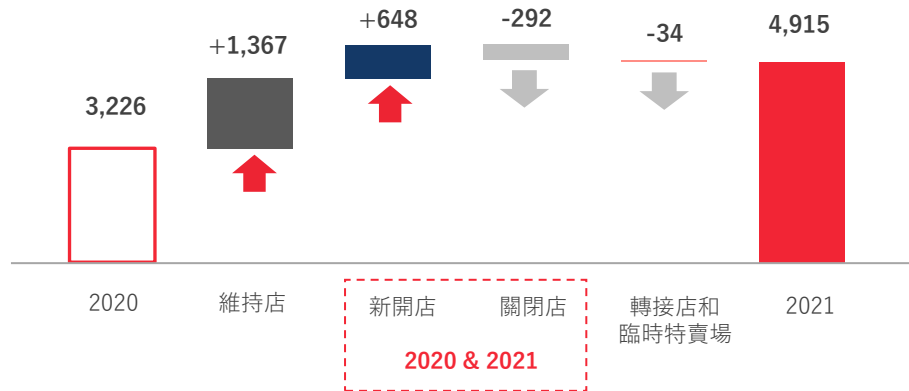 3,226
+1,367
+648
-292
-34
4,915
2020
維持店
新開店
關閉店
轉接店和
臨時特賣場
2021
2020 & 2021